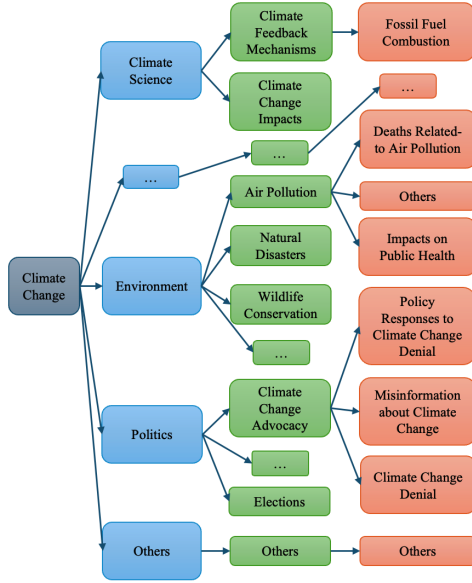 Climate
Change
Climate
Science
...
Environment
Politics
Others
Climate
Feedback
Mechanisms
Climate
Change
Impacts
...
Air Pollution
Natural
Disasters
Wildlife
Conservation
...
Climate
Change
Advocacy
...
Elections
Others
Fossil Fuel
Combustion
...
Deaths Related-
to Air Pollution
Others
Impacts on
Public Health
Policy
Responses to
Climate Change
Denial
Misinformation
about Climate
Change
Climate Change
Denial
Others